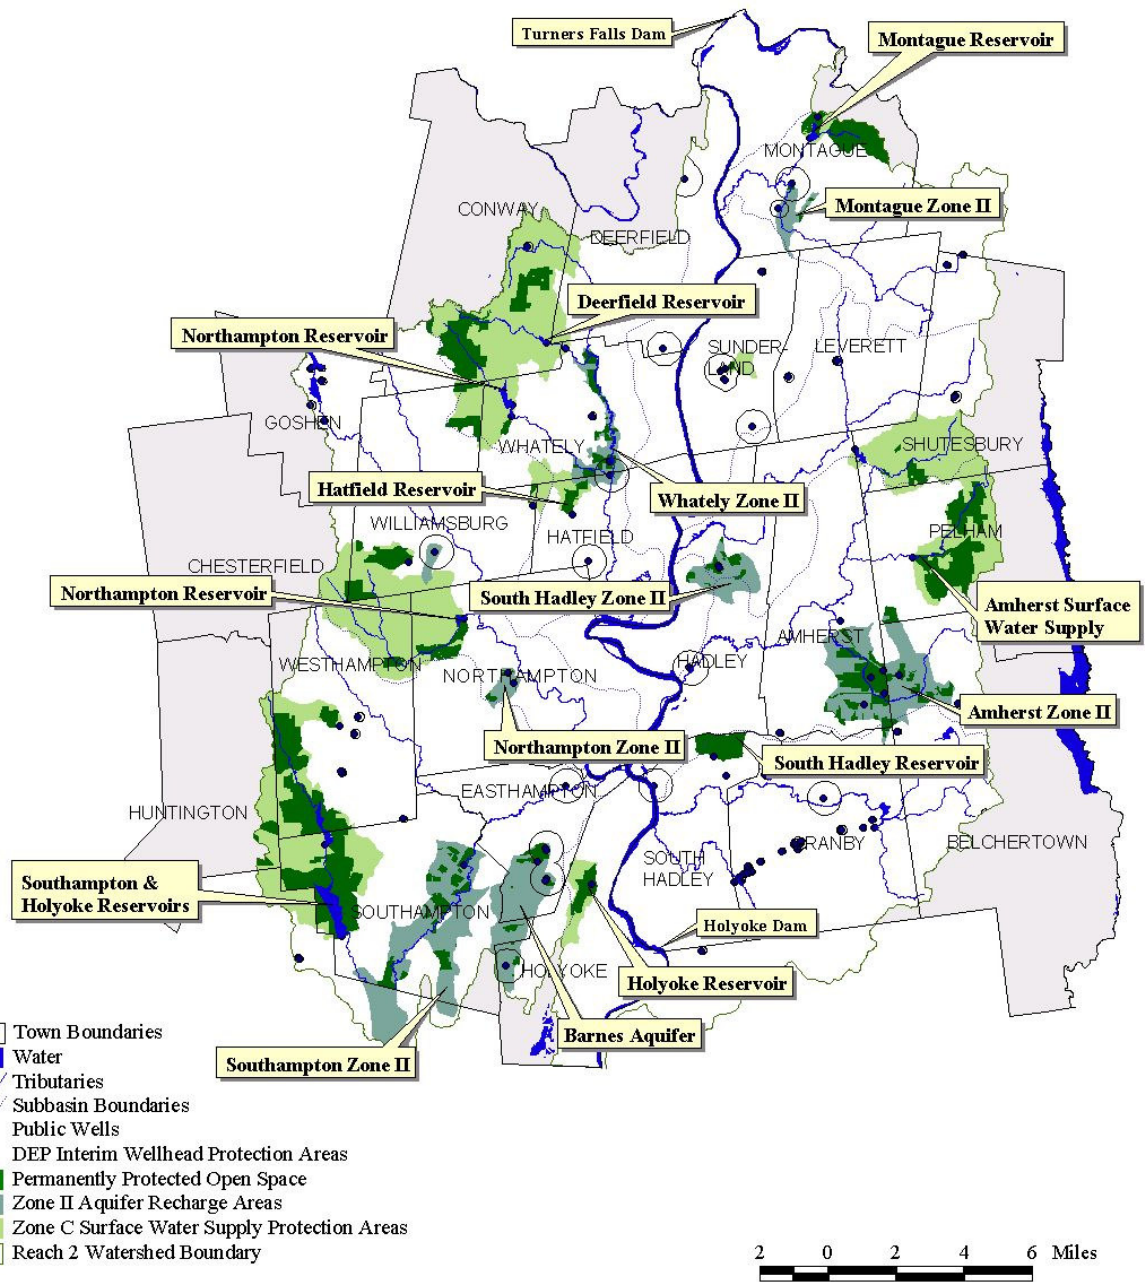 Turners Falls Dam
Montague Reservoir
MONTAGUE
Montague Zone II
CONWAY
DEERFIELD
Deerfield Reservoir
Northampton Reservoir
SUNDER-
LAND
LEVERETT
GOSHEN
WHATELY
SHUTESBURY
Hatfield Reservoir
Whately Zone II
WILLIAMSBURG
HATFIELD
PELHAM
CHESTERFIELD
Northampton Reservoir
South Hadley Zone II
Amherst Surface
Water Supply
AMHERST
WESTHAMPTON
NORTHAMPTON
HADLEY
Amherst Zone II
Northampton Zone II
South Hadley Reservoir
EASTHAMPTON
HUNTINGTON
GRANBY
BELCHERTOWN
SOUTH
HADLEY
Southampton &
Holyoke Reservoirs
SOUTHAMPTON
Holyoke Dam
HOLYOKE
Holyoke Reservoir
Barnes Aquifer
Southampton Zone II
Town Boundaries
Water
Tributaries
Subbasin Boundaries
Public Wells
DEP Interim Wellhead Protection Areas
Permanently Protected Open Space
Zone II Aquifer Recharge Areas
Zone C Surface Water Supply Protection Areas
Reach 2 Watershed Boundary
2 0 2 4 6 Miles